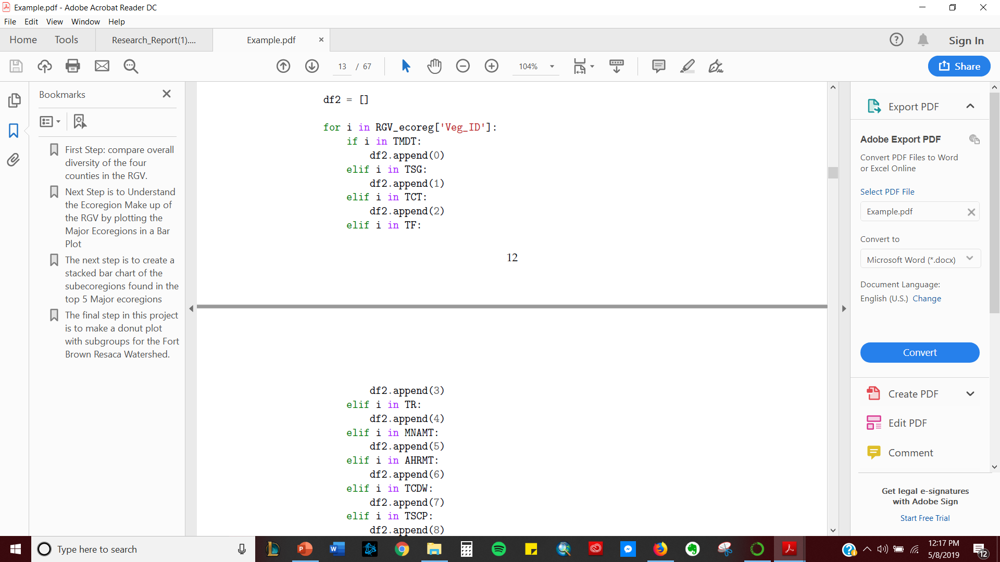 Example.pdf - Adobe Acrobat Reader DC
File Edit View Window Help
Home Tools Research_Report(1).... Example.pdf × Sign In
13 / 67 104% Share
Bookmarks
First Step: compare overall
diversity of the four
counties in the RGV.
Next Step is to Understand
the Ecoregion Make up of
the RGV by plotting the
Major Ecoregions in a Bar
Plot
The next step is to create a
stacked bar chart of the
subecoregions found in the
top 5 Major ecoregions
The final step in this project
is to make a donut plot
with subgroups for the Fort
Brown Resaca Watershed.
df2 = []
for i in RGV_ecoreg['Veg_ID']:
if i in TMDT:
df2.append(0)
elif i in TSG:
df2.append(1)
elif i in TCT:
df2.append(2)
elif i in TF:
12
df2.append(3)
elif i in TR:
df2.append(4)
elif i in MNAMT:
df2.append(5)
elif i in AHRMT:
df2.append(6)
elif i in TCDW:
df2.append(7)
elif i in TSCP:
df2.append(8)
Export PDF
Adobe Export PDF
Convert PDF Files to Word
or Excel Online
Select PDF File
Example.pdf
Convert to
Microsoft Word (*.docx)
Document Language:
English (U.S.) Change
Convert
Create PDF
Edit PDF
Comment
Get legal e-signatures
with Adobe Sign
Start Free Trial
Type here to search
12:17 PM
5/8/2019
12